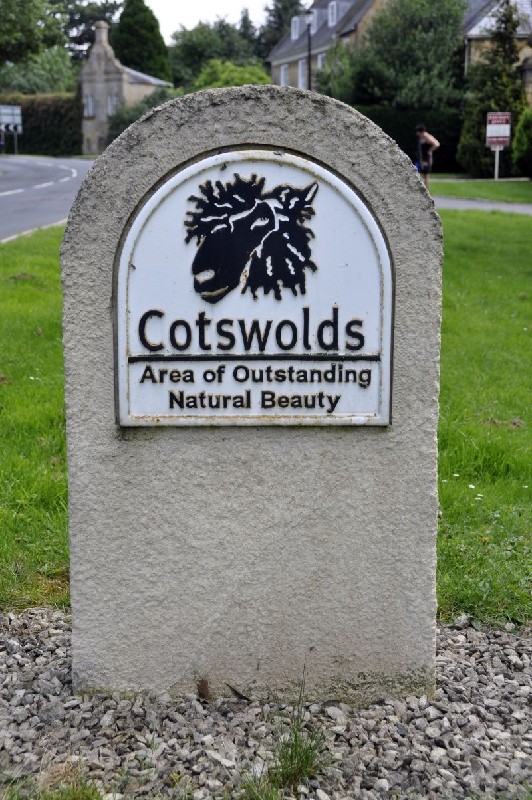 Cotswolds
Area of Outstanding
Natural Beauty